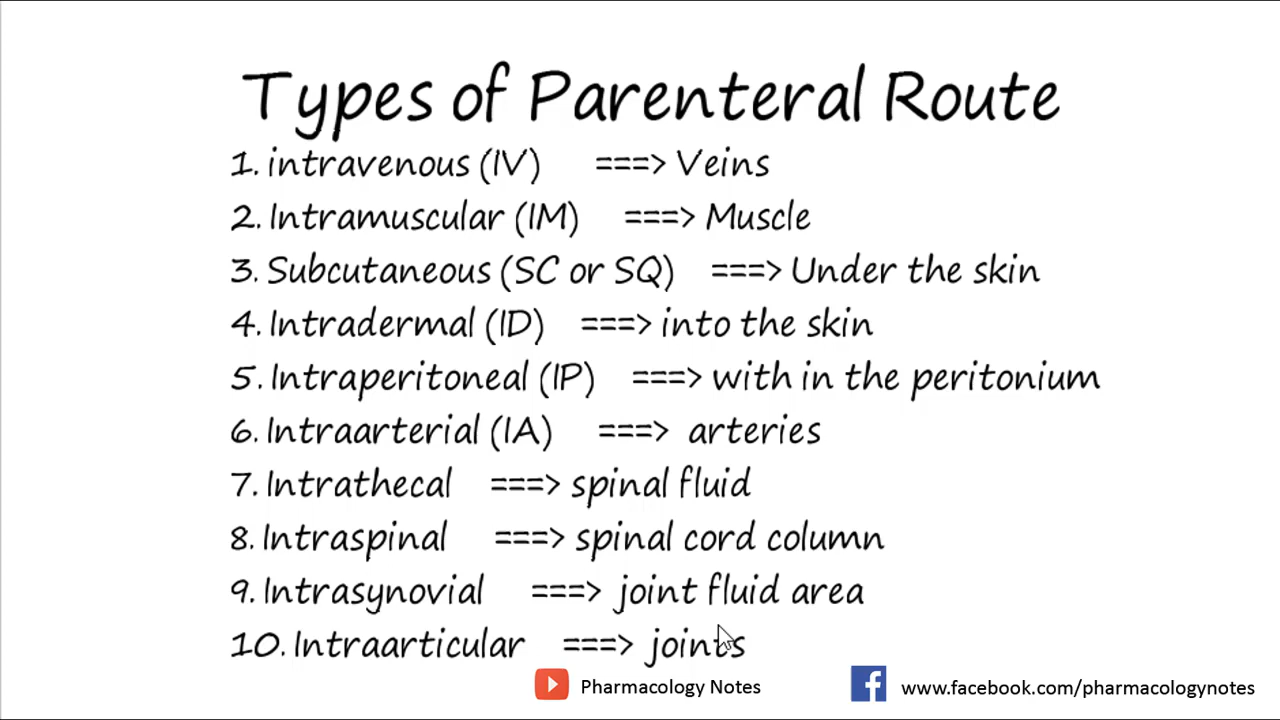 Types of Parenteral Route
1. intravenous (IV) ===> Veins
2. Intramuscular (IM) ===> Muscle
3. Subcutaneous (SC or SQ) ===> Under the skin
4. Intradermal (ID) ===> into the skin
5. Intraperitoneal (IP) ===> with in the peritonium
6. Intraarterial (IA) ===> arteries
7. Intrathecal ===> spinal fluid
8. Intraspinal ===> spinal cord column
9. Intrasynovial ===> joint fluid area
10. Intraarticular ===> joints
Pharmacology Notes www.facebook.com/pharmacologynotes